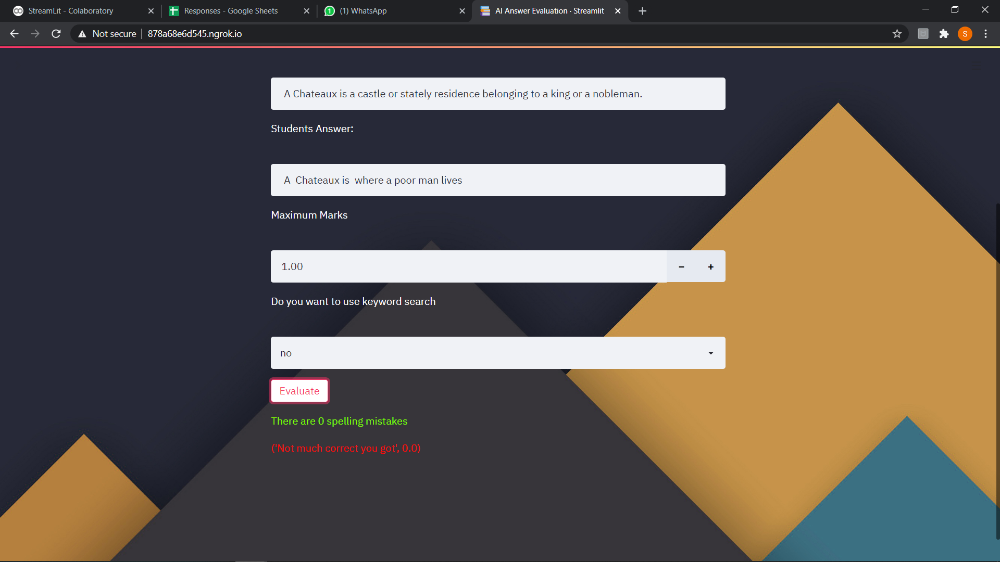 StreamLit - Colaboratory
Responses - Google Sheets
(1) WhatsApp
AI Answer Evaluation · Streamlit
Not secure
878a68e6d545.ngrok.io
S
A Chateaux is a castle or stately residence belonging to a king or a nobleman.
Students Answer:
A  Chateaux is  where a poor man lives
Maximum Marks
1.00
Do you want to use keyword search
no
Evaluate
There are 0 spelling mistakes
('Not much correct you got', 0.0)